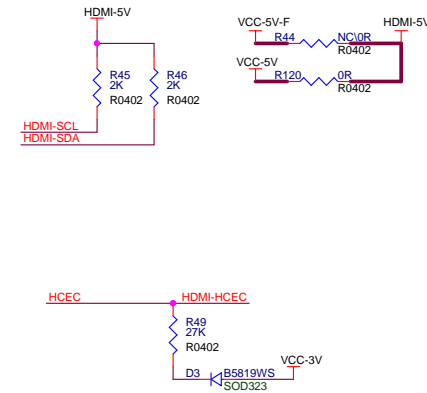 HDMI-5V
R45
2K
R0402
R46
2K
R0402
HDMI-SCL
HDMI-SDA
VCC-5V-F
HDMI-5V
R44
NC\0R
R0402
VCC-5V
R120
0R
R0402
HCEC
HDMI-HCEC
R49
27K
R0402
D3
B5819WS
SOD323
VCC-3V